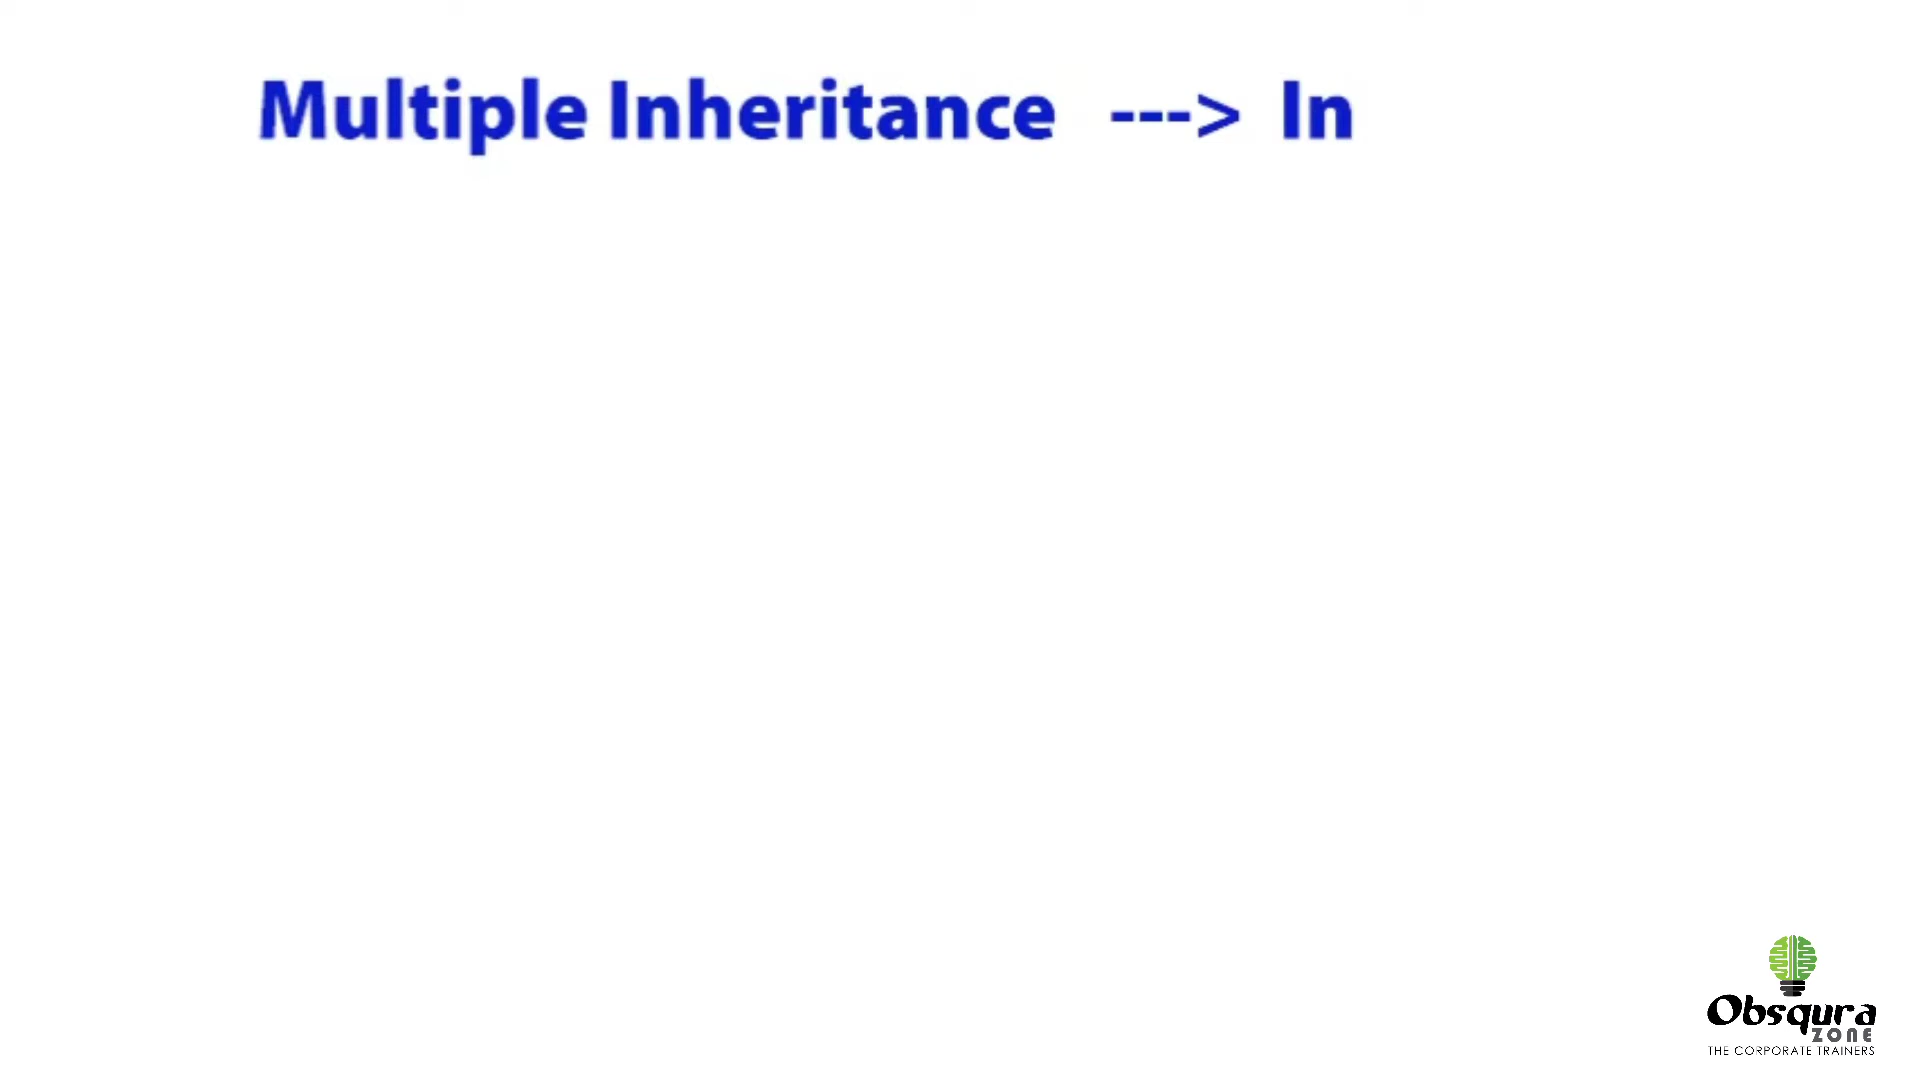 Multiple Inheritance ---> In
Obsqura
ZONE
THE CORPORATE TRAINERS